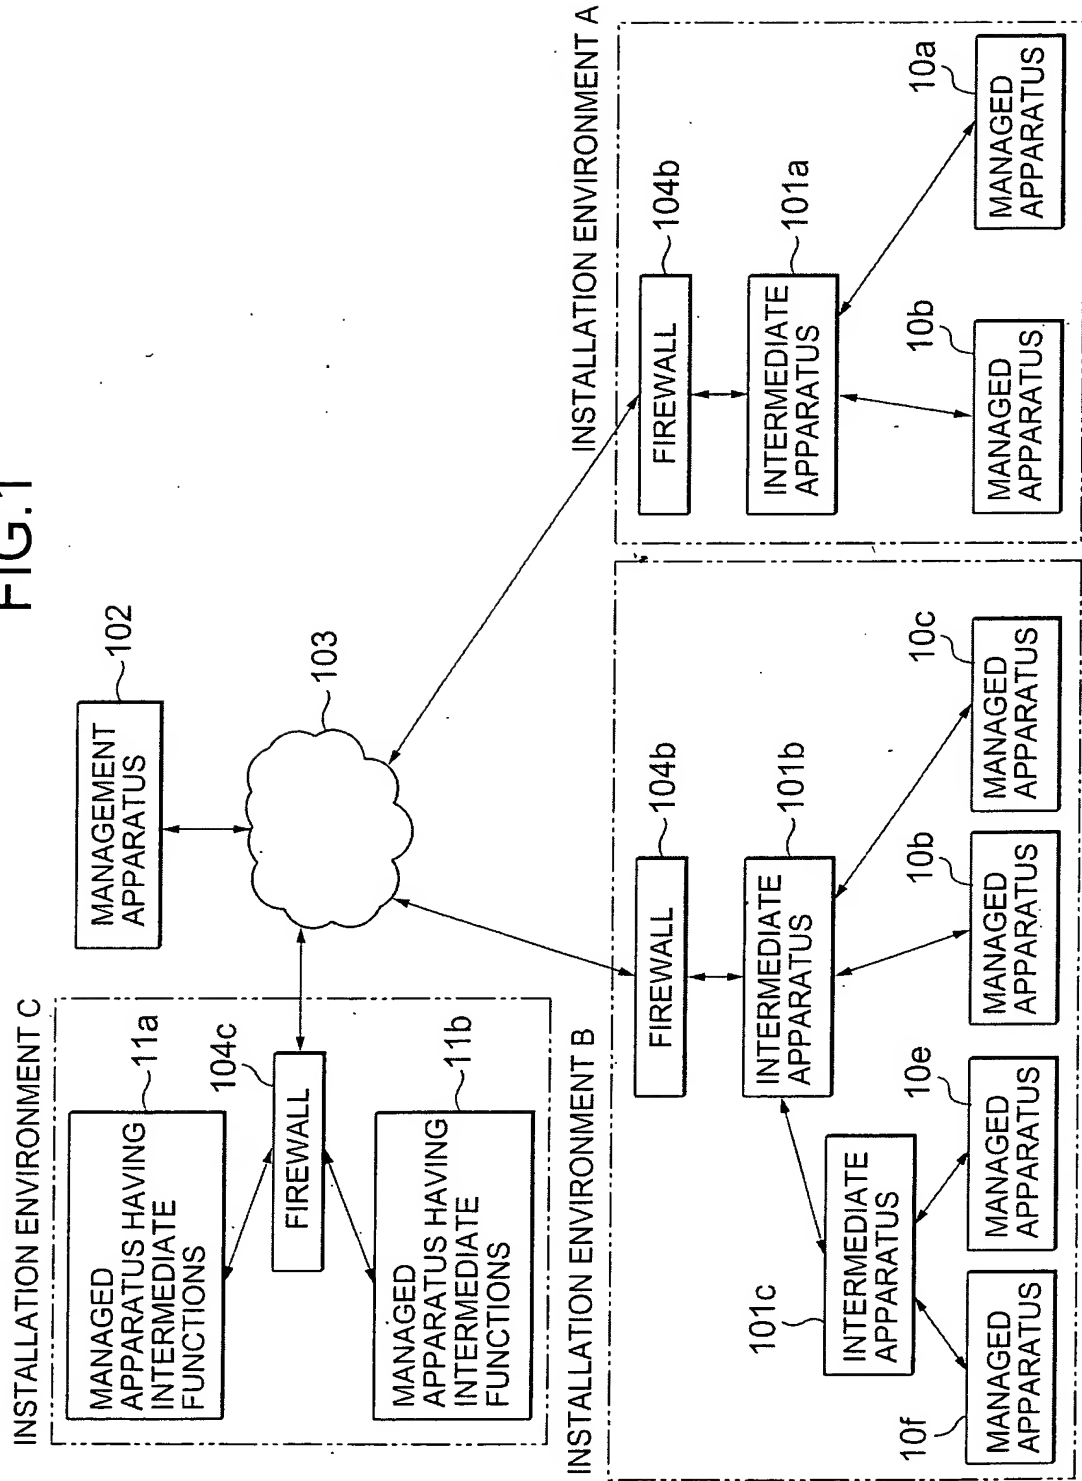 FIG.1
INSTALLATION ENVIRONMENT C
MANAGED
APPARATUS HAVING
INTERMEDIATE
FUNCTIONS
11a
FIREWALL
104c
MANAGED
APPARATUS HAVING
INTERMEDIATE
FUNCTIONS
11b
MANAGEMENT
APPARATUS
102
103
INSTALLATION ENVIRONMENT B
FIREWALL
104b
INTERMEDIATE
APPARATUS
101b
INTERMEDIATE
APPARATUS
101c
MANAGED
APPARATUS
10f
MANAGED
APPARATUS
10e
MANAGED
APPARATUS
10b
MANAGED
APPARATUS
10c
INSTALLATION ENVIRONMENT A
FIREWALL
104b
INTERMEDIATE
APPARATUS
101a
MANAGED
APPARATUS
10b
MANAGED
APPARATUS
10a